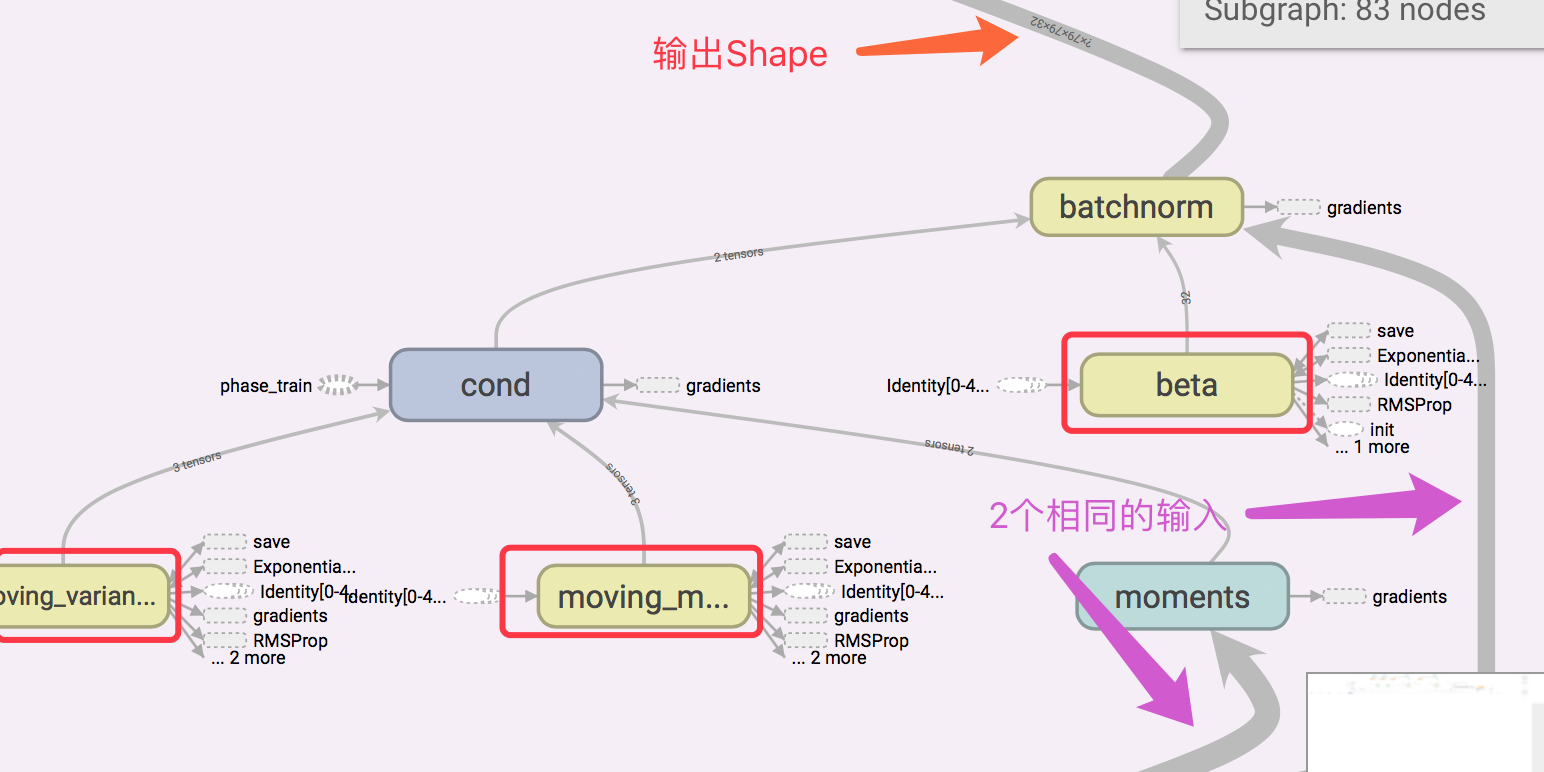 Subgraph: 83 nodes
?×79×79×32
输出Shape
batchnorm
gradients
2 tensors
32
cond
phase_train
gradients
beta
Identity[0-4...
save
Exponentia...
Identity[0-4...
RMSProp
init
... 1 more
3 tensors
3 tensors
2 tensors
2个相同的输入
oving_varian...
save
Exponentia...
Identity[0-4...
gradients
RMSProp
... 2 more
dentity[0-4...
moving_m...
save
Exponentia...
Identity[0-4...
gradients
RMSProp
... 2 more
moments
gradients